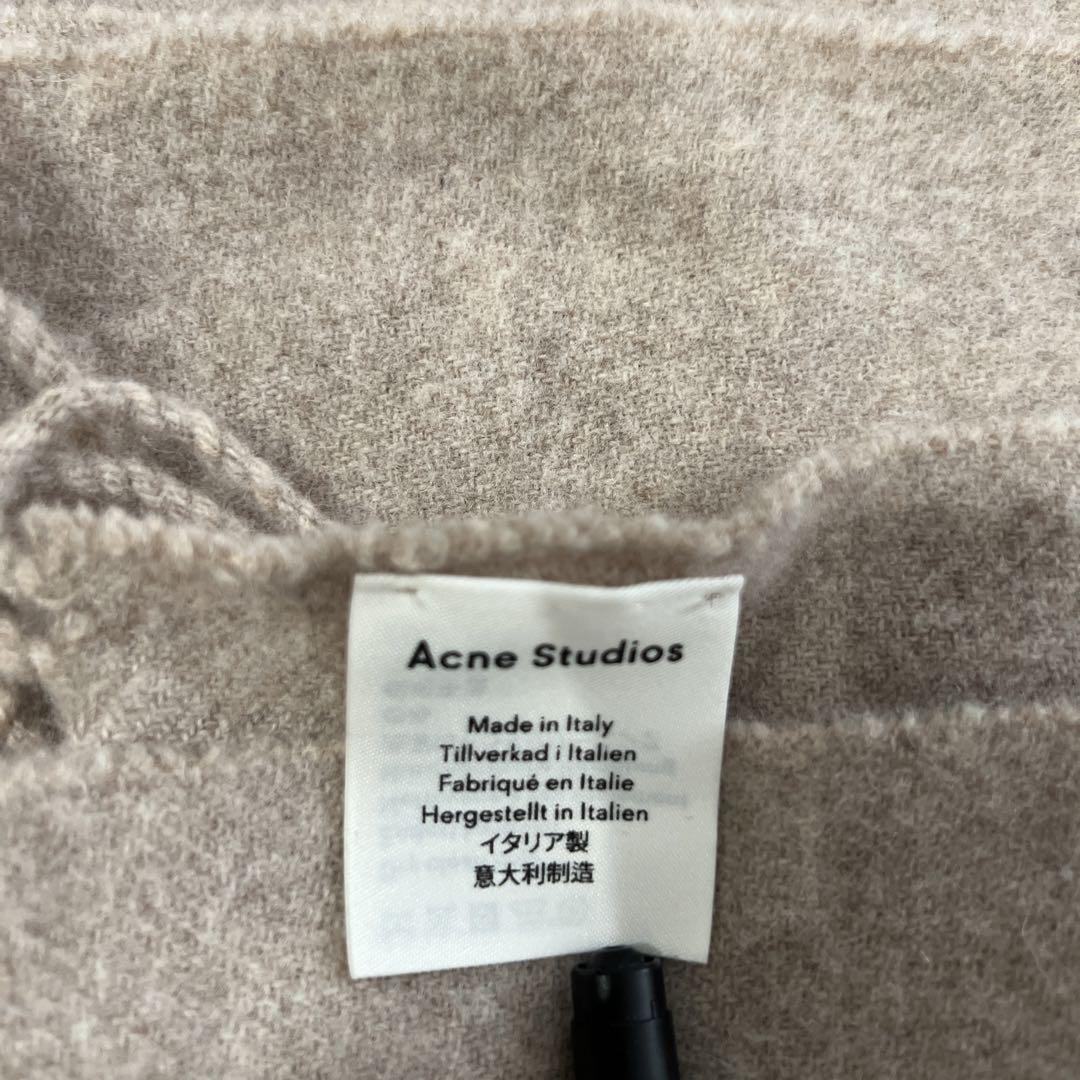 Acne Studios
Made in Italy
Tillverkad i Italien
Fabriqué en Italie
Hergestellt in Italien
イタリア製
意大利制造